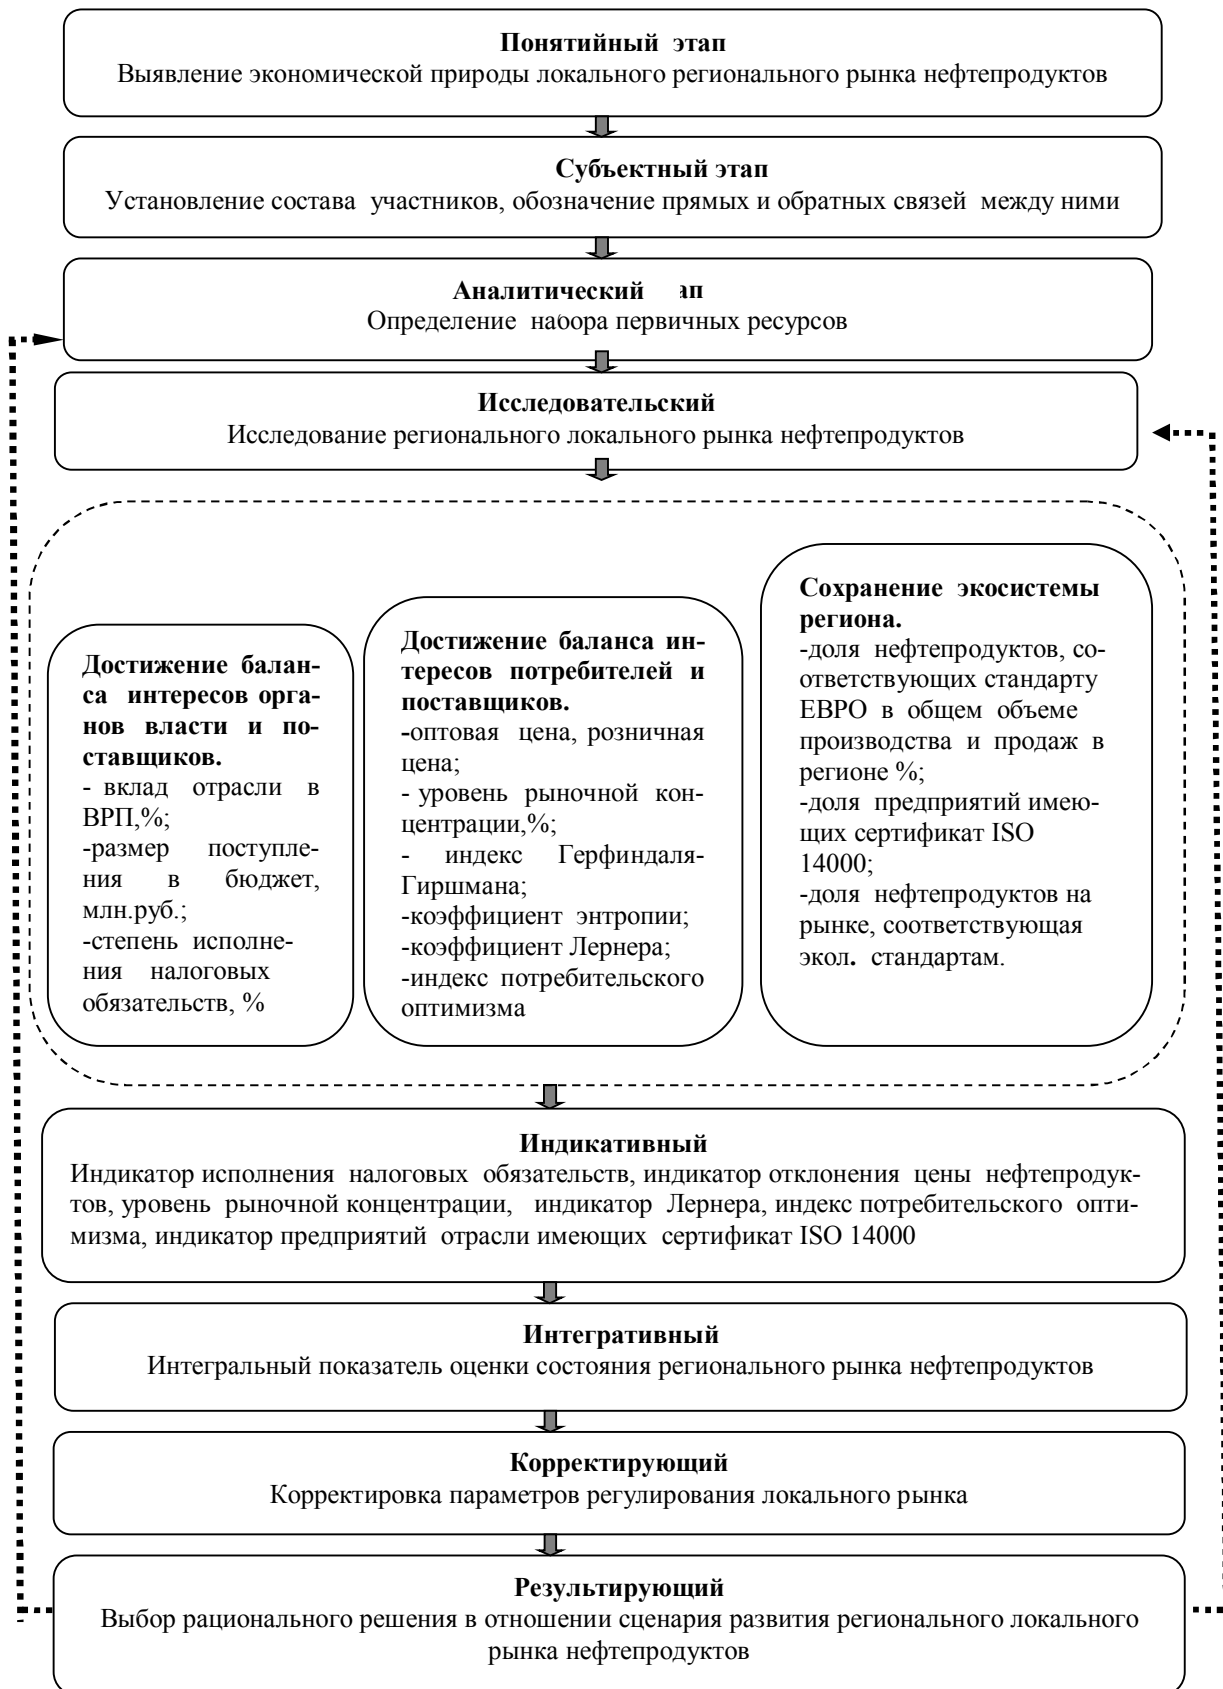 Понятийный этап
Выявление экономической природы локального регионального рынка нефтепродуктов
Субъектный этап
Установление состава участников, обозначение прямых и обратных связей между ними
Аналитический ап
Определение набора первичных ресурсов
Исследовательский
Исследование регионального локального рынка нефтепродуктов
Достижение балан-
са интересов орга-
нов власти и по-
ставщиков.
- вклад отрасли в
ВРП,%;
-размер поступле-
ния в бюджет,
млн.руб.;
-степень исполне-
ния налоговых
обязательств, %
Достижение баланса ин-
тересов потребителей и
поставщиков.
-оптовая цена, розничная
цена;
- уровень рыночной кон-
центрации,%;
- индекс Герфиндаля-
Гиршмана;
-коэффициент энтропии;
-коэффициент Лернера;
-индекс потребительского
оптимизма
Сохранение экосистемы
региона.
-доля нефтепродуктов, со-
ответствующих стандарту
ЕВРО в общем объеме
производства и продаж в
регионе %;
-доля предприятий имею-
щих сертификат ISO
14000;
-доля нефтепродуктов на
рынке, соответствующая
экол. стандартам.
Индикативный
Индикатор исполнения налоговых обязательств, индикатор отклонения цены нефтепродук-
тов, уровень рыночной концентрации, индикатор Лернера, индекс потребительского опти-
мизма, индикатор предприятий отрасли имеющих сертификат ISO 14000
Интегративный
Интегральный показатель оценки состояния регионального рынка нефтепродуктов
Корректирующий
Корректировка параметров регулирования локального рынка
Результирующий
Выбор рационального решения в отношении сценария развития регионального локального
рынка нефтепродуктов